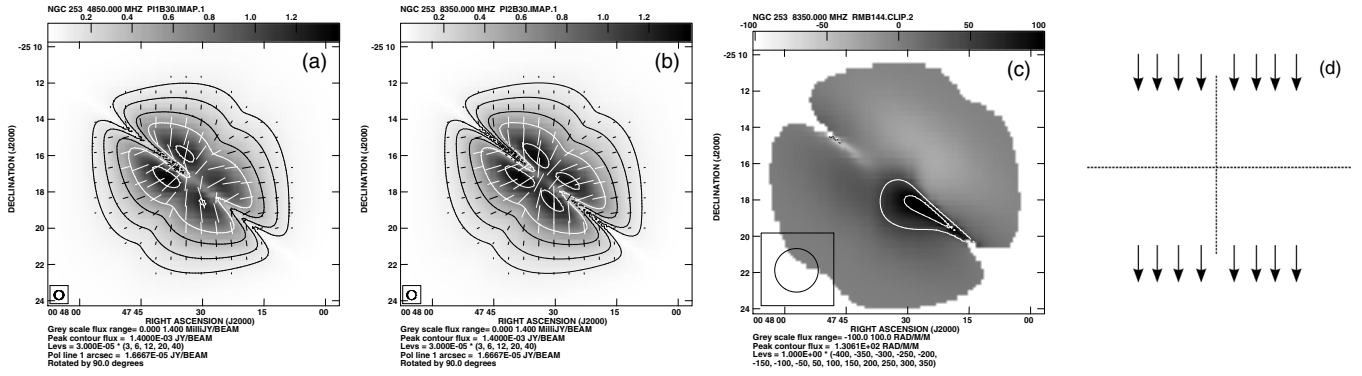 NGC 253 4850.000 MHZ PI1B30.IMAP.1
0.2 0.4 0.6 0.8 1.0 1.2
(a)
-25 10
12
14
16
18
20
22
24
DECLINATION (J2000)
00 48 00 47 45 30 15 00
RIGHT ASCENSION (J2000)
Grey scale flux range= 0.000 1.400 MilliJY/BEAM
Peak contour flux = 1.4000E-03 JY/BEAM
Levs = 3.000E-05 * (3, 6, 12, 20, 40)
Pol line 1 arcsec = 1.6667E-05 JY/BEAM
Rotated by 90.0 degrees
NGC 253 8350.000 MHZ PI2B30.IMAP.1
0.2 0.4 0.6 0.8 1.0 1.2
(b)
-25 10
12
14
16
18
20
22
24
DECLINATION (J2000)
00 48 00 47 45 30 15 00
RIGHT ASCENSION (J2000)
Grey scale flux range= 0.000 1.400 MilliJY/BEAM
Peak contour flux = 1.4000E-03 JY/BEAM
Levs = 3.000E-05 * (3, 6, 12, 20, 40)
Pol line 1 arcsec = 1.6667E-05 JY/BEAM
Rotated by 90.0 degrees
NGC 253 8350.000 MHZ RMB144.CLIP.2
-100 -50 0 50 100
(c)
-25 10
12
14
16
18
20
22
24
DECLINATION (J2000)
00 48 00 47 45 30 15 00
RIGHT ASCENSION (J2000)
Grey scale flux range= -100.0 100.0 RAD/M/M
Peak contour flux = 1.3061E+02 RAD/M/M
Levs = 1.000E+00 * (-400, -350, -300, -250, -200,
-150, -100, -50, 50, 100, 150, 200, 250, 300, 350)
(d)